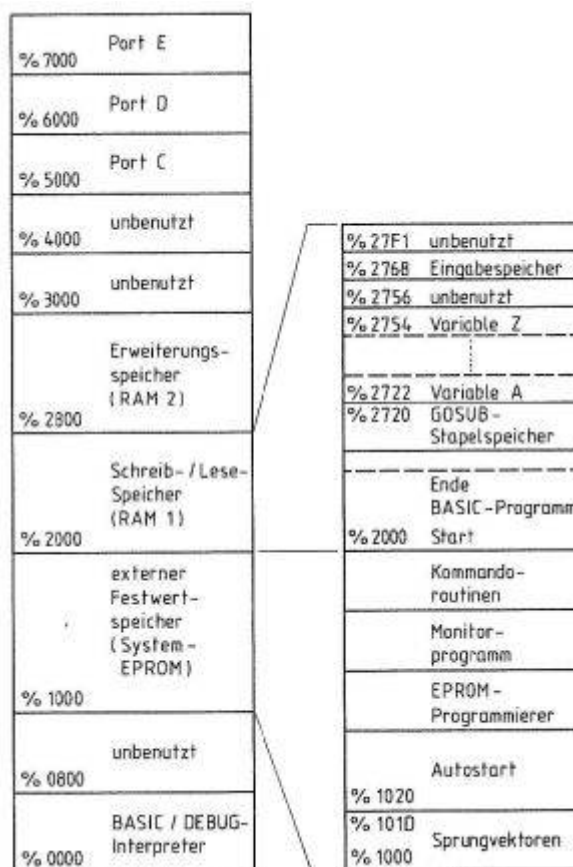 Port E
% 7000
Port D
% 6000
Port C
% 5000
unbenutzt
% 4000
unbenutzt
% 3000
Erweiterungs-
speicher
(RAM 2)
% 2800
Schreib-/Lese-
Speicher
(RAM 1)
% 2000
externer
Festwert-
speicher
(System-
EPROM)
% 1000
unbenutzt
% 0800
BASIC / DEBUG-
Interpreter
% 0000
% 27F1 unbenutzt
% 2768 Eingabespeicher
% 2756 unbenutzt
% 2754 Variable Z
% 2722 Variable A
% 2720 GOSUB-
Stapelspeicher
Ende
BASIC-Programm
% 2000 Start
Kommando-
routinen
Monitor-
programm
EPROM-
Programmierer
Autostart
% 1020
% 101D
Sprungvektoren
% 1000